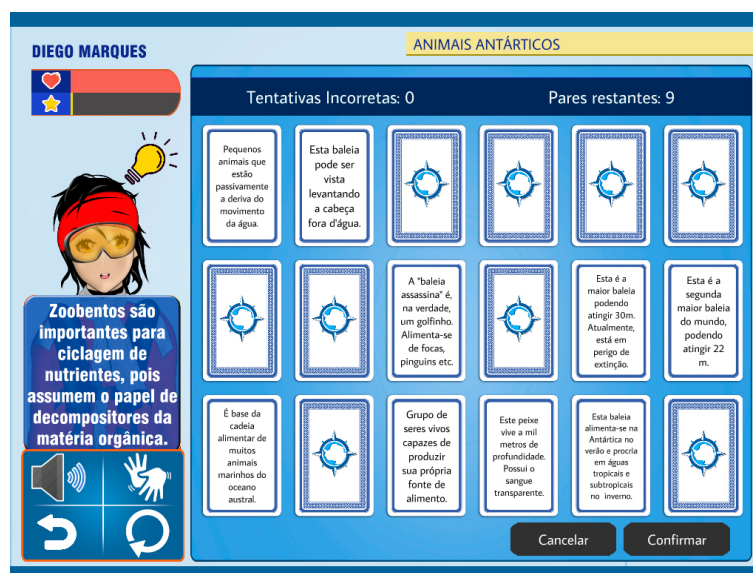 DIEGO MARQUES
ANIMAIS ANTÁRTICOS
Tentativas Incorretas: 0
Pares restantes: 9
Pequenos
animais que
estão
passivamente
a deriva do
movimento
da água.
Esta baleia
pode ser
vista
levantando
a cabeça
fora d'água.
A "baleia
assassina" é,
na verdade,
um golfinho.
Alimenta-se
de focas,
pinguins etc.
Esta é a
maior baleia
podendo
atingir 30m.
Atualmente,
está em
perigo de
extinção.
Esta é a
segunda
maior baleia
do mundo,
podendo
atingir 22
m.
É base da
cadeia
alimentar de
muitos
animais
marinhos do
oceano
austral.
Grupo de
seres vivos
capazes de
produzir
sua própria
fonte de
alimento.
Este peixe
vive a mil
metros de
profundidade.
Possui o
sangue
transparente.
Esta baleia
alimenta-se na
Antártica no
verão e procria
em águas
tropicais e
subtropicais
no inverno.
Zoobentos são
importantes para
ciclagem de
nutrientes, pois
assumem o papel de
decompositores da
matéria orgânica.
Cancelar
Confirmar